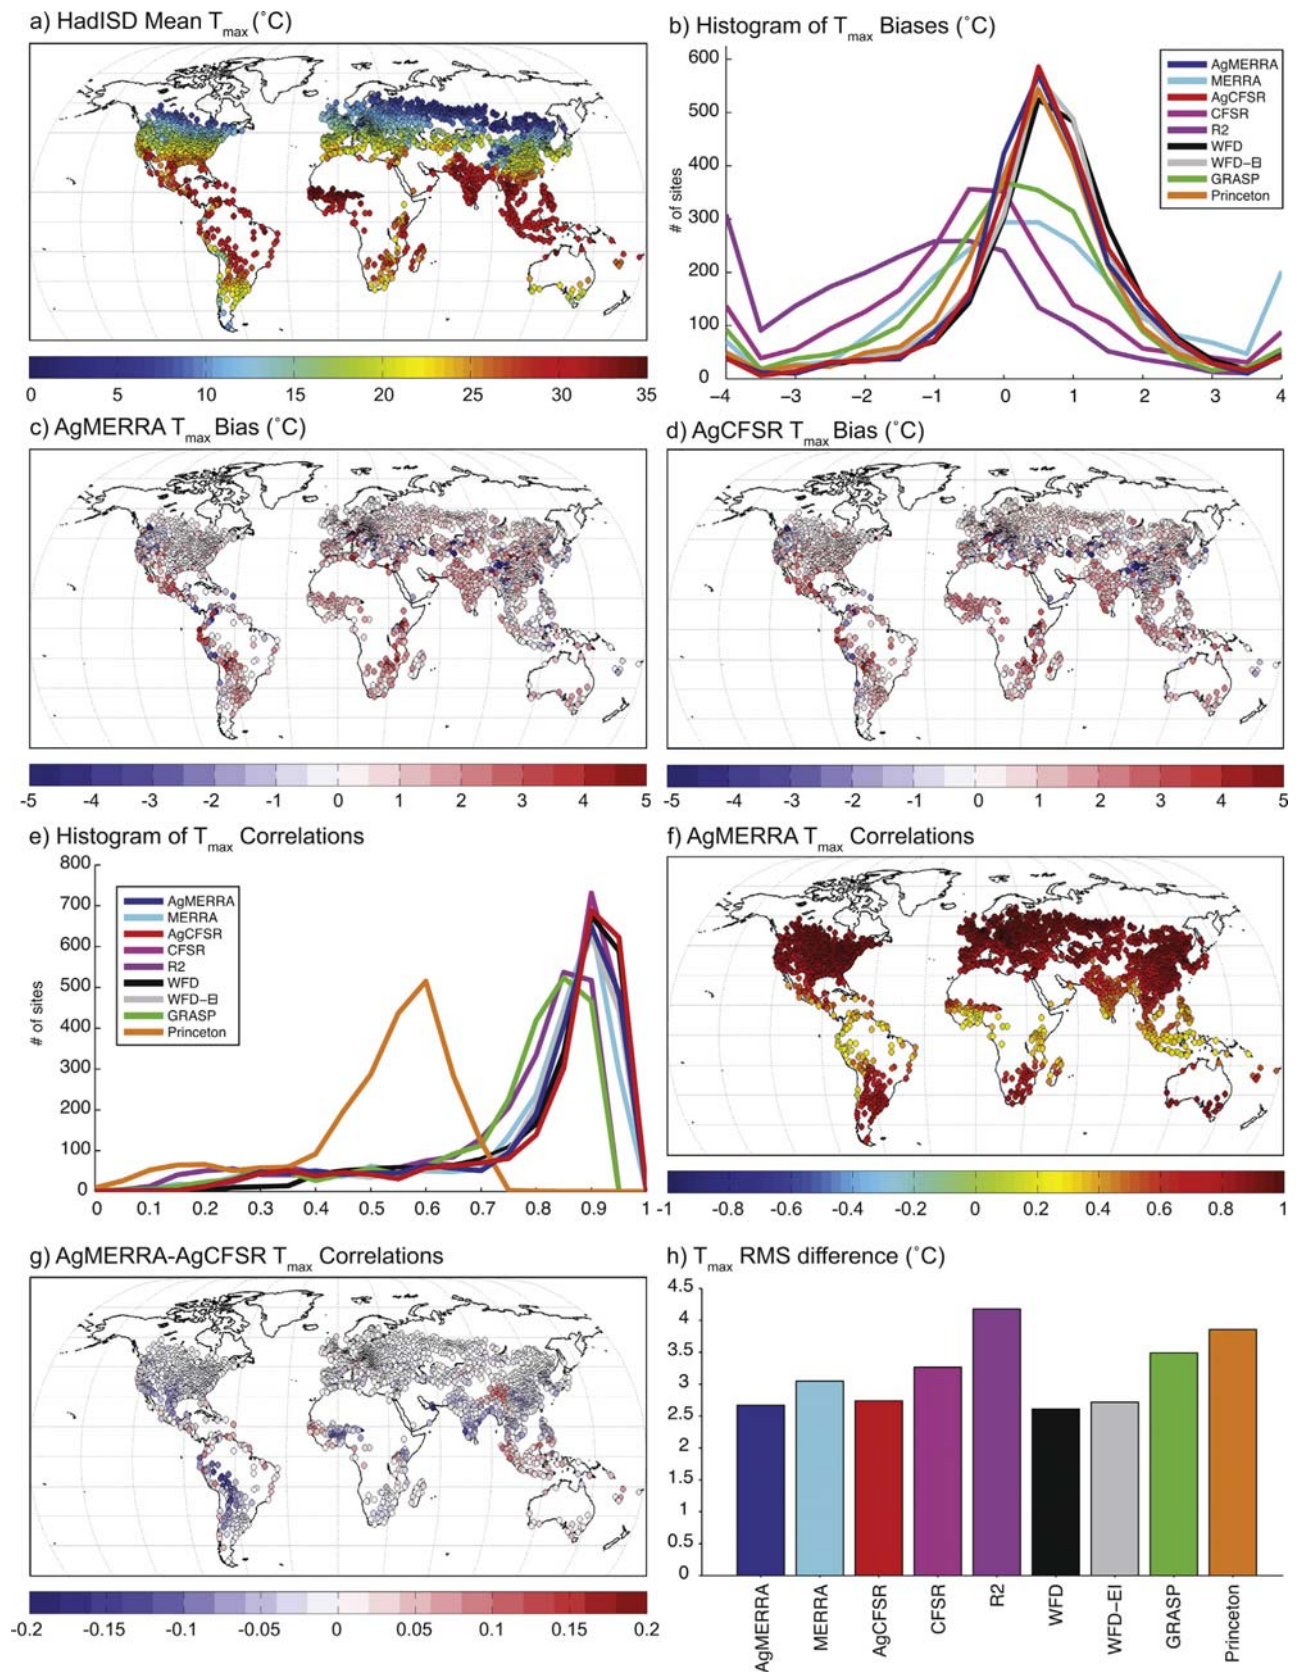 a) HadISD Mean Tmax (˚C)
0 5 10 15 20 25 30 35
b) Histogram of Tmax Biases (˚C)
# of sites
600
500
400
300
200
100
0
−4 −3 −2 −1 0 1 2 3 4
AgMERRA
MERRA
AgCFSR
CFSR
R2
WFD
WFD−EI
GRASP
Princeton
c) AgMERRA Tmax Bias (˚C)
-5 -4 -3 -2 -1 0 1 2 3 4 5
d) AgCFSR Tmax Bias (˚C)
-5 -4 -3 -2 -1 0 1 2 3 4 5
e) Histogram of Tmax Correlations
# of sites
800
700
600
500
400
300
200
100
0
0 0.1 0.2 0.3 0.4 0.5 0.6 0.7 0.8 0.9 1
AgMERRA
MERRA
AgCFSR
CFSR
R2
WFD
WFD−EI
GRASP
Princeton
f) AgMERRA Tmax Correlations
-1 -0.8 -0.6 -0.4 -0.2 0 0.2 0.4 0.6 0.8 1
g) AgMERRA-AgCFSR Tmax Correlations
-0.2 -0.15 -0.1 -0.05 0 0.05 0.1 0.15 0.2
h) Tmax RMS difference (˚C)
4.5
4
3.5
3
2.5
2
1.5
1
0.5
0
AgMERRA
MERRA
AgCFSR
CFSR
R2
WFD
WFD−EI
GRASP
Princeton